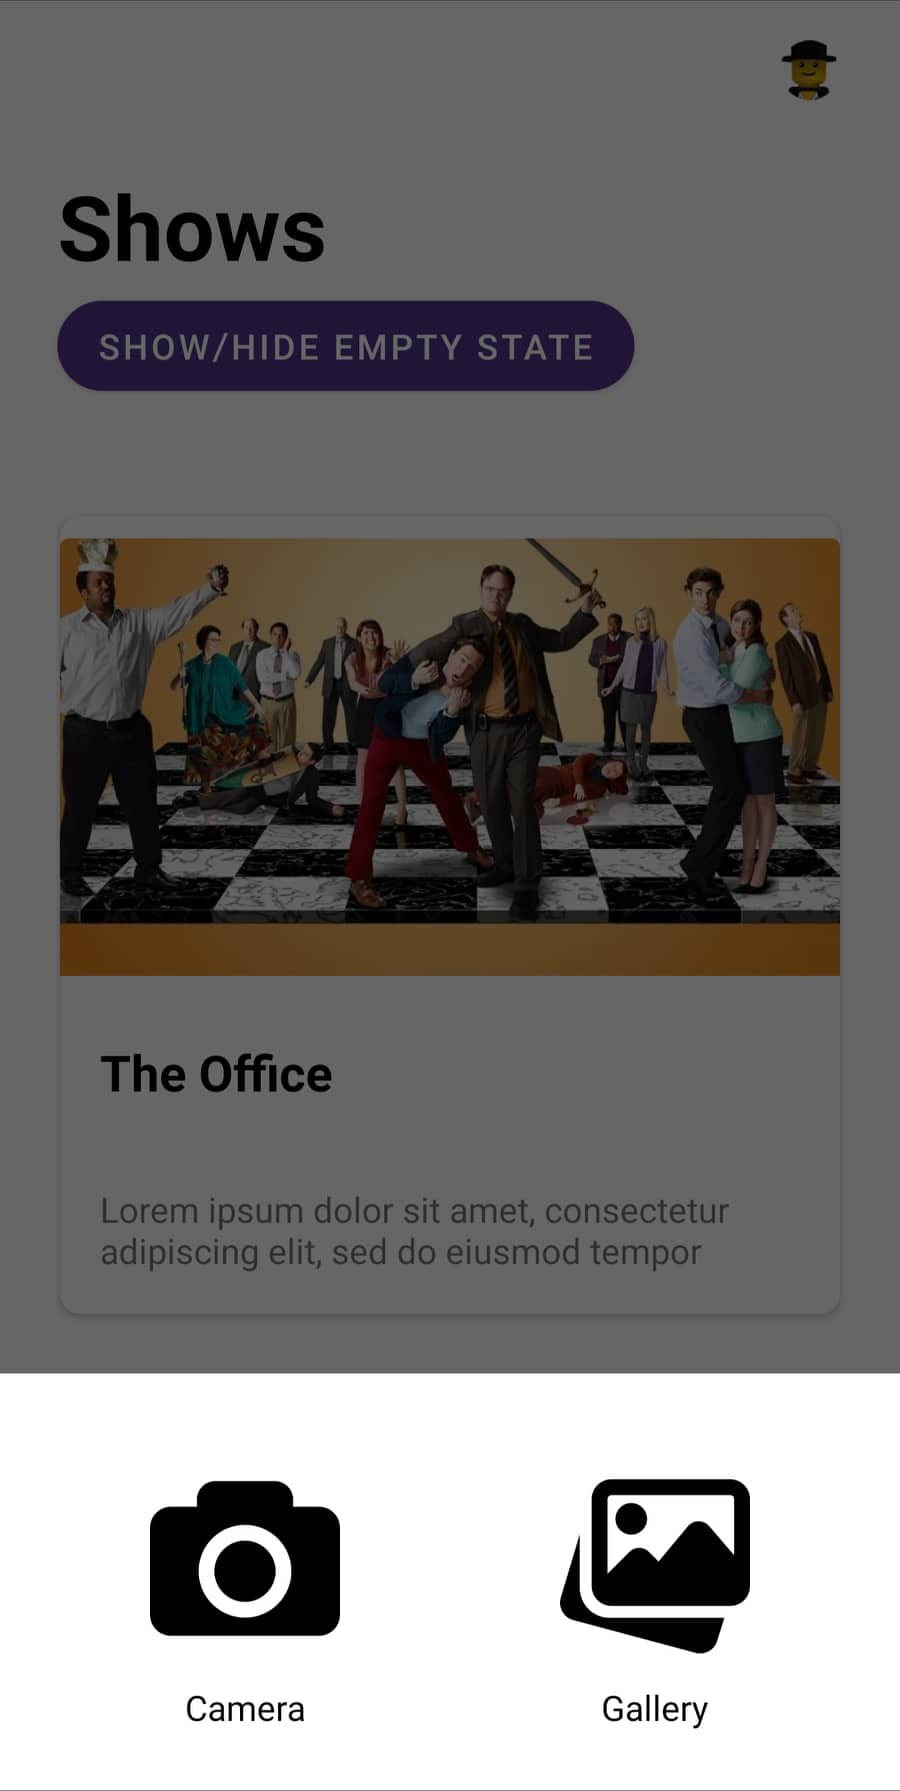 Shows
SHOW/HIDE EMPTY STATE
The Office
Lorem ipsum dolor sit amet, consectetur
adipiscing elit, sed do eiusmod tempor
Camera
Gallery